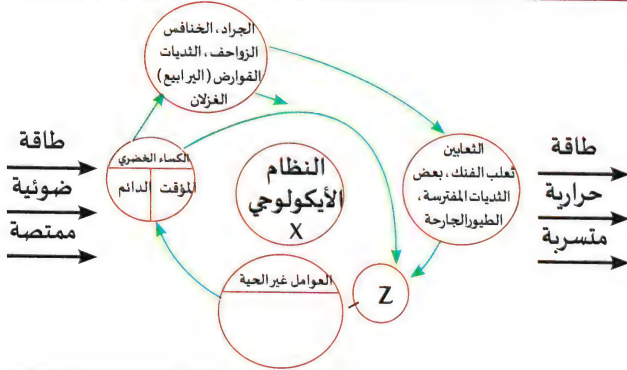 الجراد، الخنافس
الزواحف، الثديات
القوارض (اليرابيع)
الغزلان
طاقة
ضوئية
ممتصة
الكساء الخضري
المؤقت
الدائم
النظام
الأيكولوجي
X
الثعابين
ثعلب الفنك، بعض
الثديات المفترسة،
الطيور الجارحة
طاقة
حرارية
متسربة
العوامل غير الحية
Z